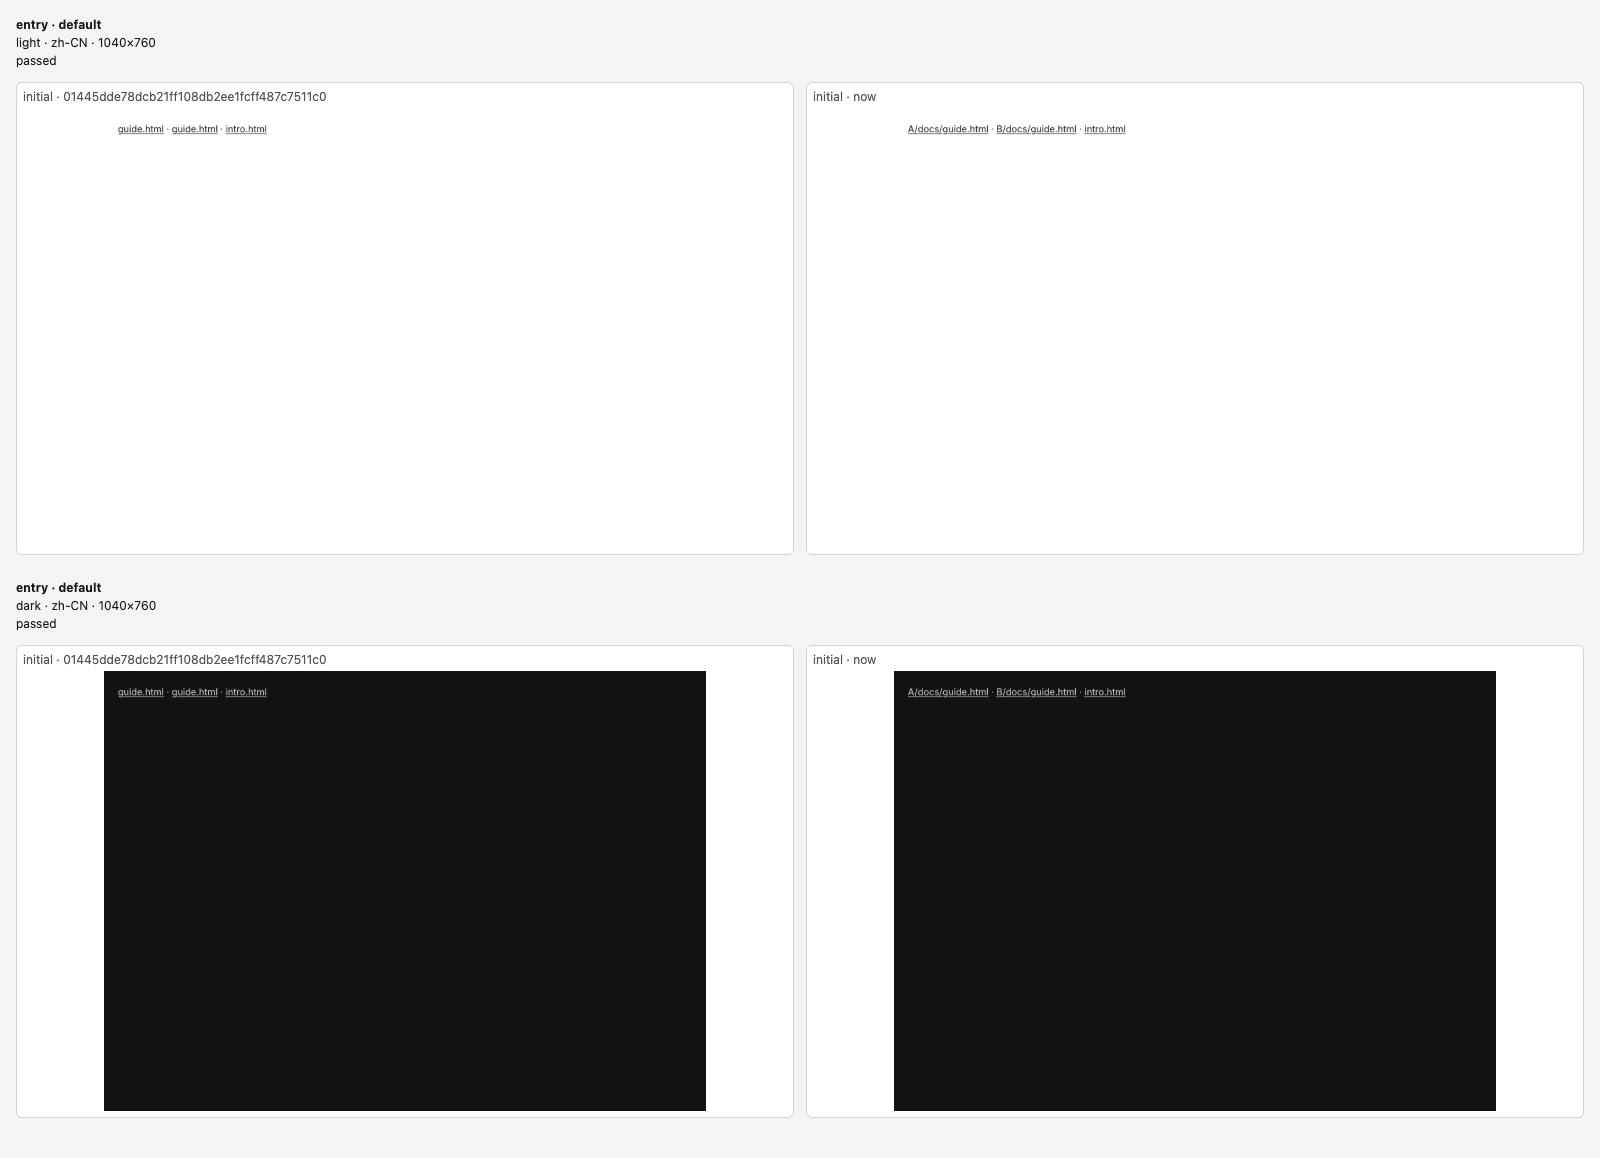 entry · default
light · zh-CN · 1040×760
passed
initial · 01445dde78dcb21ff108db2ee1fcff487c7511c0
guide.html · guide.html · intro.html
initial · now
A/docs/guide.html · B/docs/guide.html · intro.html
entry · default
dark · zh-CN · 1040×760
passed
initial · 01445dde78dcb21ff108db2ee1fcff487c7511c0
guide.html · guide.html · intro.html
initial · now
A/docs/guide.html · B/docs/guide.html · intro.html